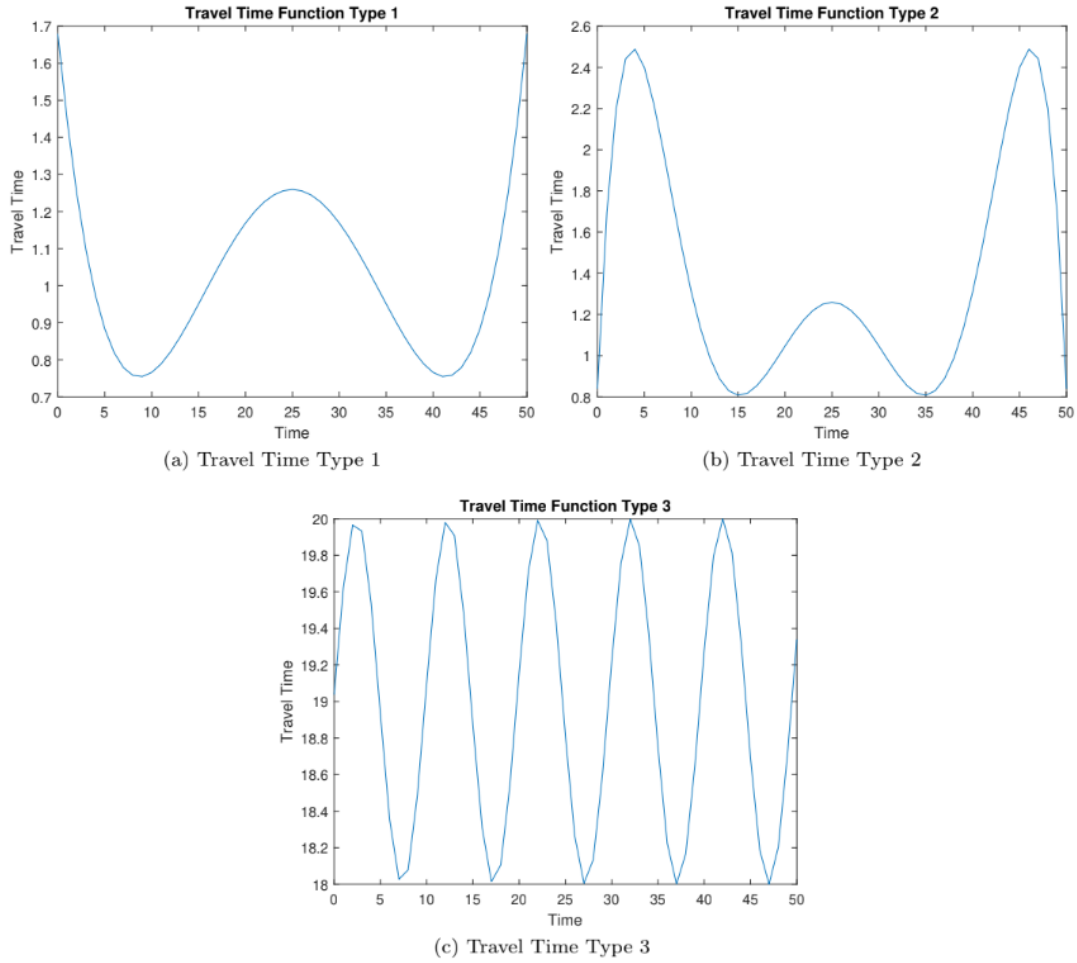 Travel Time Function Type 1
1.7
1.6
1.5
1.4
1.3
1.2
1.1
1
0.9
0.8
0.7
Travel Time
0 5 10 15 20 25 30 35 40 45 50
Time
(a) Travel Time Type 1
Travel Time Function Type 2
2.6
2.4
2.2
2
1.8
1.6
1.4
1.2
1
0.8
Travel Time
0 5 10 15 20 25 30 35 40 45 50
Time
(b) Travel Time Type 2
Travel Time Function Type 3
20
19.8
19.6
19.4
19.2
19
18.8
18.6
18.4
18.2
18
Travel Time
0 5 10 15 20 25 30 35 40 45 50
Time
(c) Travel Time Type 3